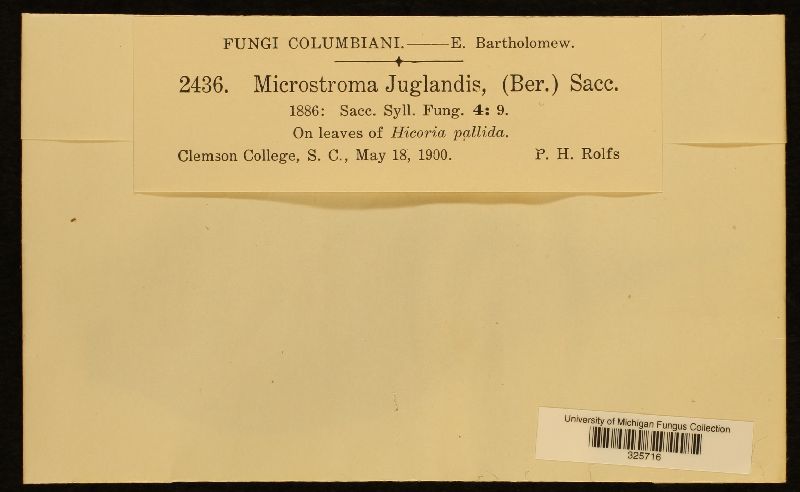 FUNGI COLUMBIANI.——E. Bartholomew.
2436. Microstroma Juglandis, (Ber.) Sacc.
1886: Sacc. Syll. Fung. 4: 9.
On leaves of Hicoria pallida.
Clemson College, S. C., May 18, 1900. P. H. Rolfs
University of Michigan Fungus Collection
325716